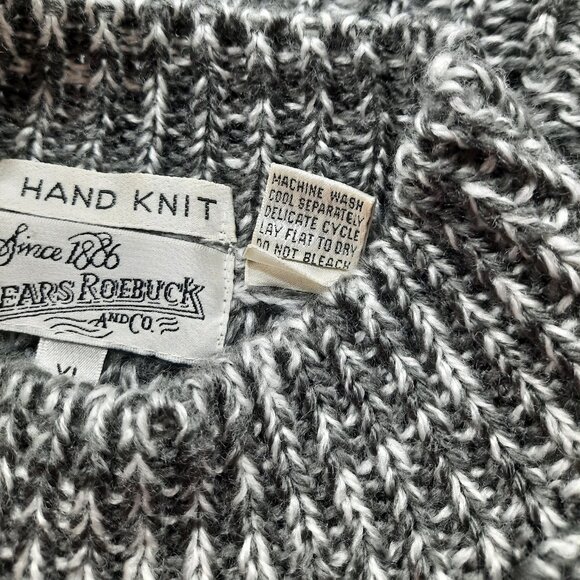 HAND KNIT
Since 1886
EARS ROEBUCK
AND CO.
XL
MACHINE WASH
COOL SEPARATELY
DELICATE CYCLE
LAY FLAT TO DRY
DO NOT BLEACH